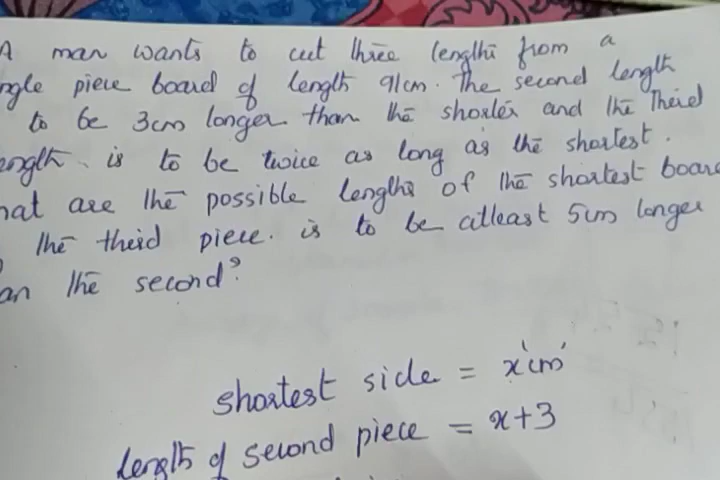 A man wants to cut three lengths from a
ngle piece board of length 91cm. The second length
to be 3cm longer than the shorter and the Third
ength is to be twice as long as the shortest.
hat are the possible lengths of the shortest board
the third piece. is to be atleast 5cm longer
an the second?
shortest side = x cm
length of second piece = x+3